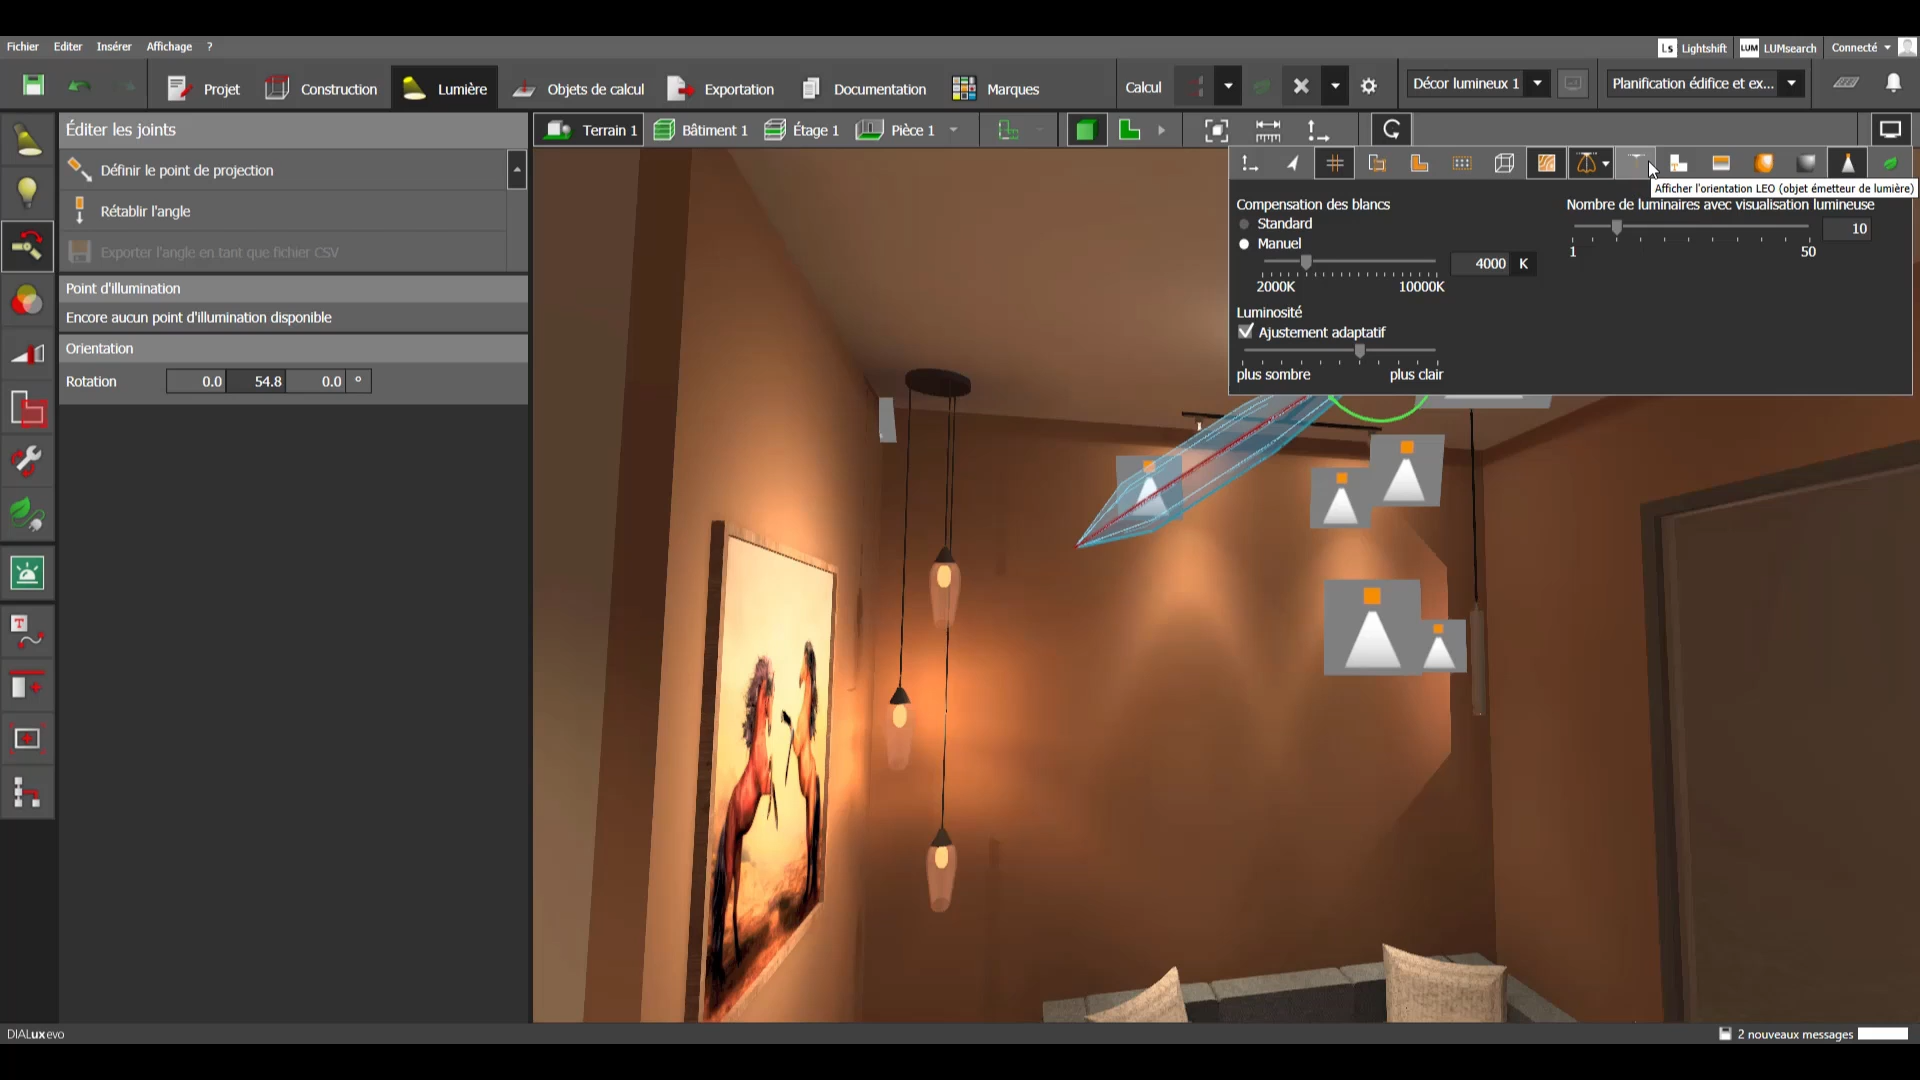 Fichier Editer Insérer Affichage ?
Ls Lightshift LUM LUMsearch Connecté
Projet Construction Lumière Objets de calcul Exportation Documentation Marques Calcul Décor lumineux 1 Planification édifice et ex...
Éditer les joints
Terrain 1 Bâtiment 1 Étage 1 Pièce 1
Définir le point de projection
Rétablir l'angle
Exporter l'angle en tant que fichier CSV
Point d'illumination
Encore aucun point d'illumination disponible
Orientation
Rotation 0.0 54.8 0.0 °
Afficher l'orientation LEO (objet émetteur de lumière)
Compensation des blancs
Standard
Manuel
4000 K
2000K 10000K
Luminosité
Ajustement adaptatif
plus sombre plus clair
Nombre de luminaires avec visualisation lumineuse
10
1 50
DIALux evo
2 nouveaux messages